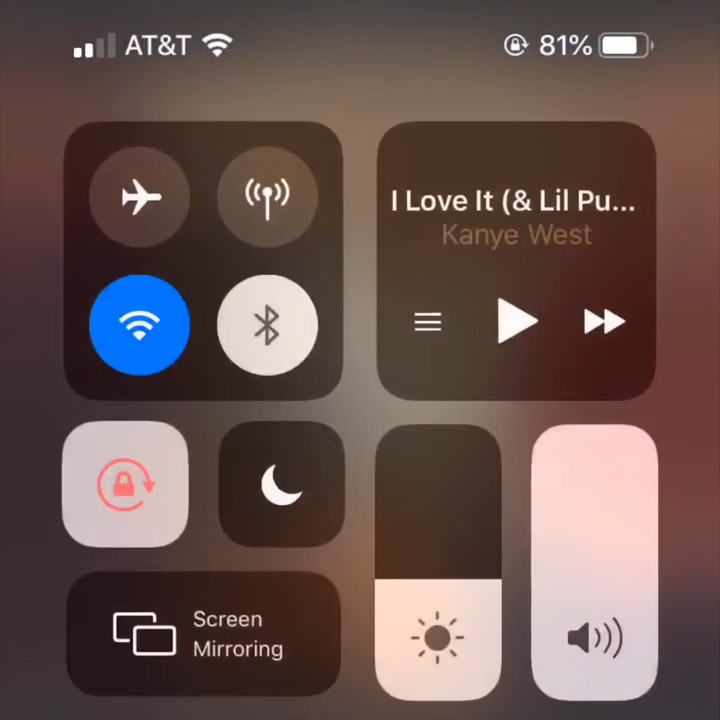 AT&T 81%
I Love It (& Lil Pu...
Kanye West
Screen
Mirroring